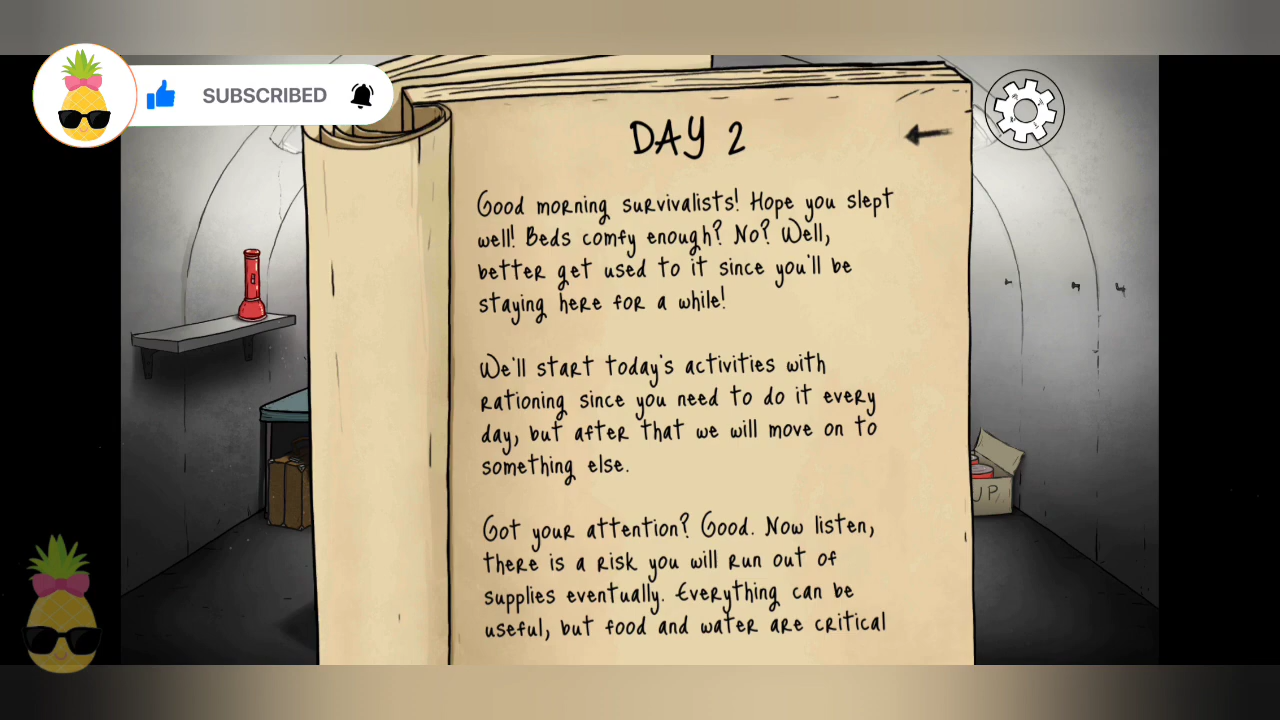 SUBSCRIBED
DAY 2
Good morning survivalists! Hope you slept
well! Beds comfy enough? No? Well,
better get used to it since you'll be
staying here for a while!
We'll start today's activities with
rationing since you need to do it every
day, but after that we will move on to
something else.
Got your attention? Good. Now listen,
there is a risk you will run out of
supplies eventually. Everything can be
useful, but food and water are critical
UP